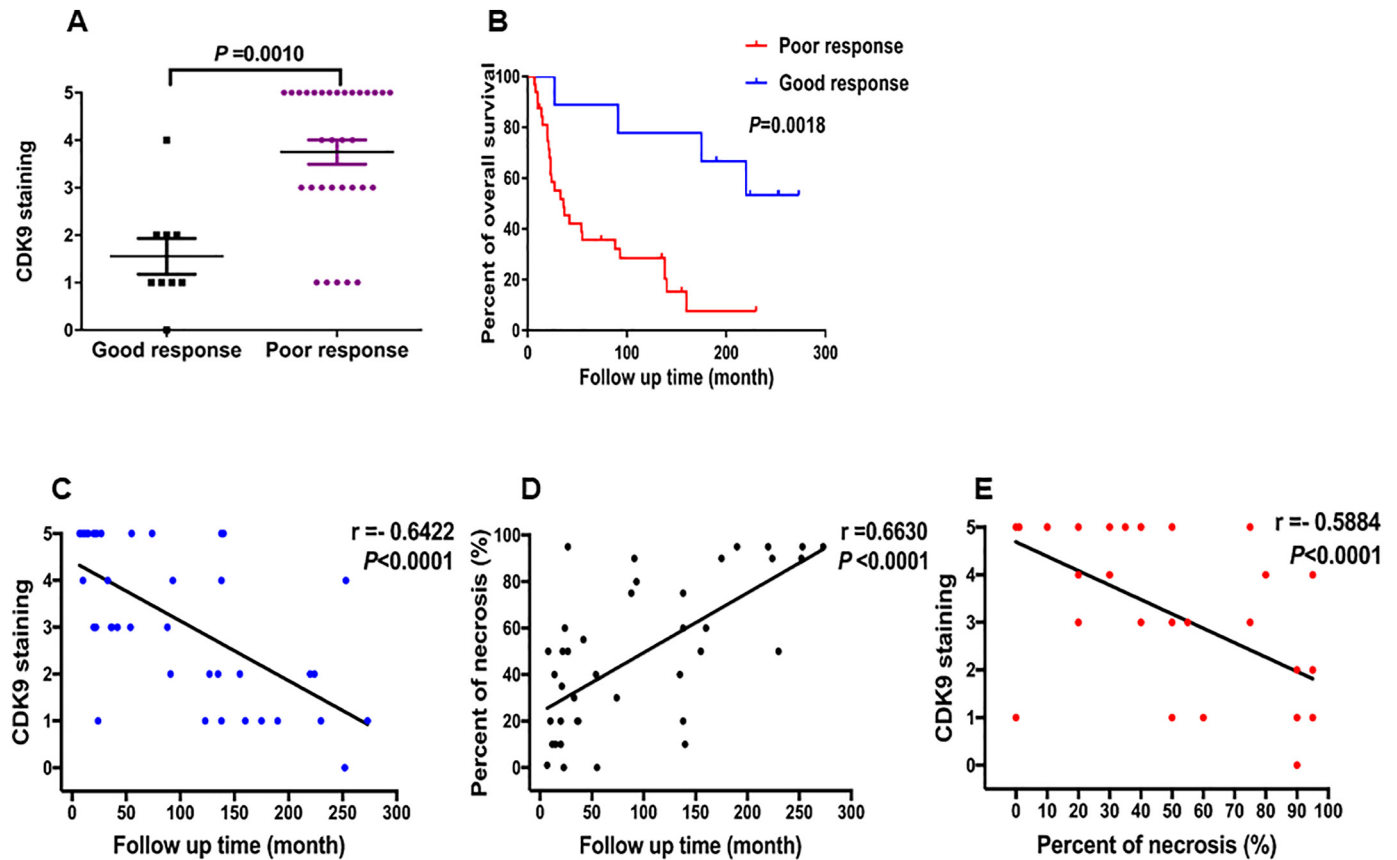 A
P =0.0010
CDK9 staining
5
4
3
2
1
0
Good response
Poor response
B
Poor response
Good response
P=0.0018
Percent of overall survival
100
80
60
40
20
0
0 100 200 300
Follow up time (month)
C
r =- 0.6422
P<0.0001
CDK9 staining
5
4
3
2
1
0
0 50 100 150 200 250 300
Follow up time (month)
D
r =0.6630
P <0.0001
Percent of necrosis (%)
100
80
60
40
20
0
0 50 100 150 200 250 300
Follow up time (month)
E
r =- 0.5884
P<0.0001
CDK9 staining
5
4
3
2
1
0
0 10 20 30 40 50 60 70 80 90 100
Percent of necrosis (%)